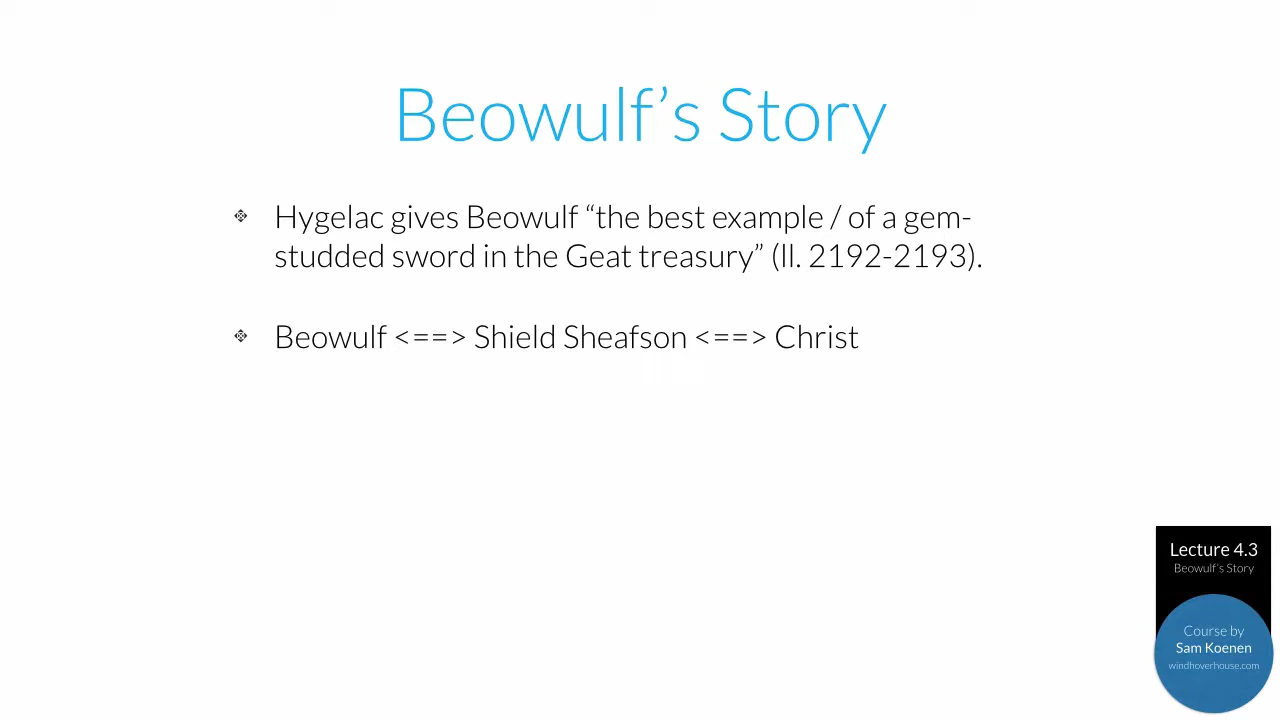 Beowulf’s Story
Hygelac gives Beowulf “the best example / of a gem-
studded sword in the Geat treasury” (ll. 2192-2193).
Beowulf <==> Shield Sheafson <==> Christ
Lecture 4.3
Beowulf’s Story
Course by
Sam Koenen
windhoverhouse.com